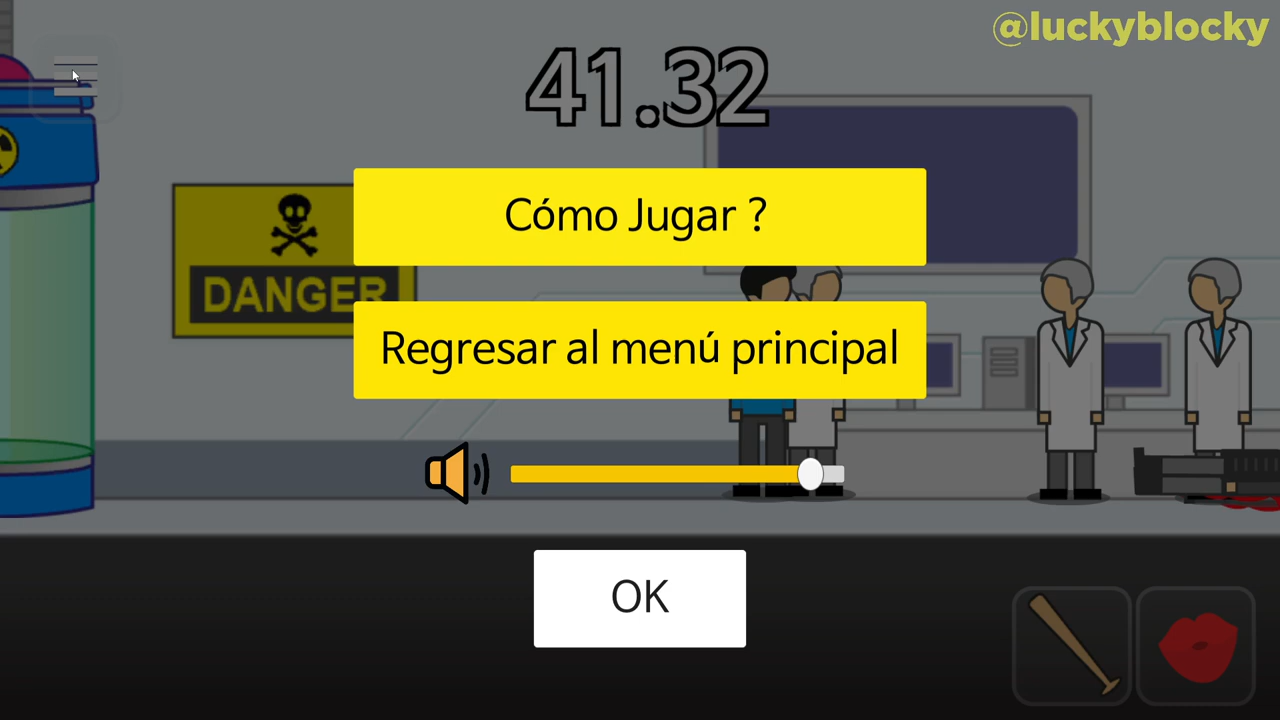 @luckyblocky
41.32
Cómo Jugar ?
DANGER
Regresar al menú principal
OK